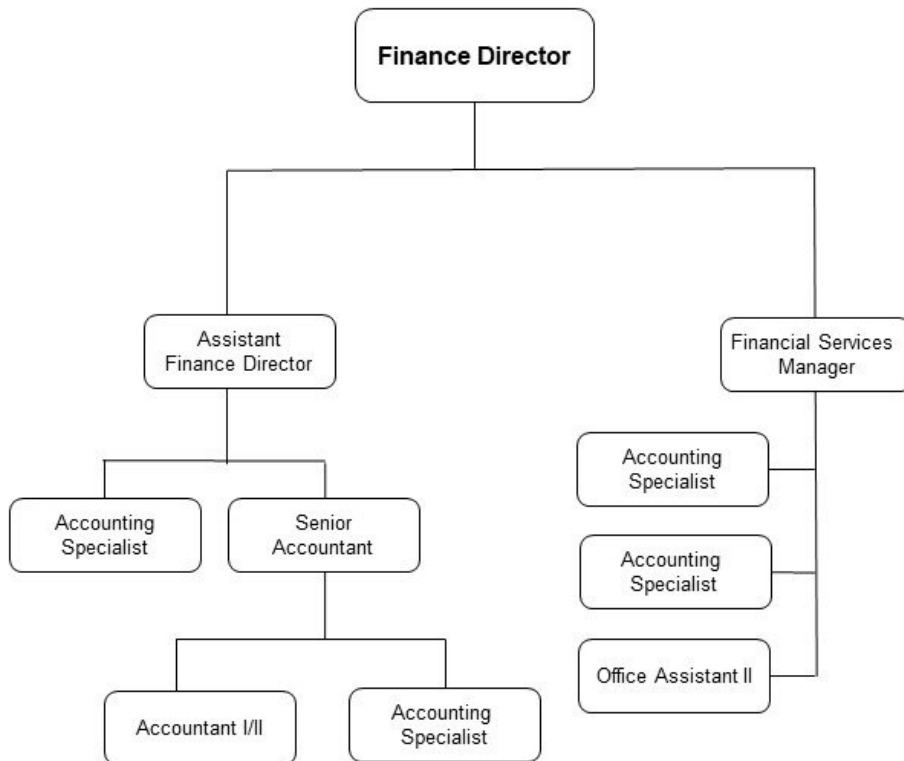 Finance Director
Assistant
Finance Director
Financial Services
Manager
Accounting
Specialist
Senior
Accountant
Accountant I/II
Accounting
Specialist
Accounting
Specialist
Accounting
Specialist
Office Assistant II